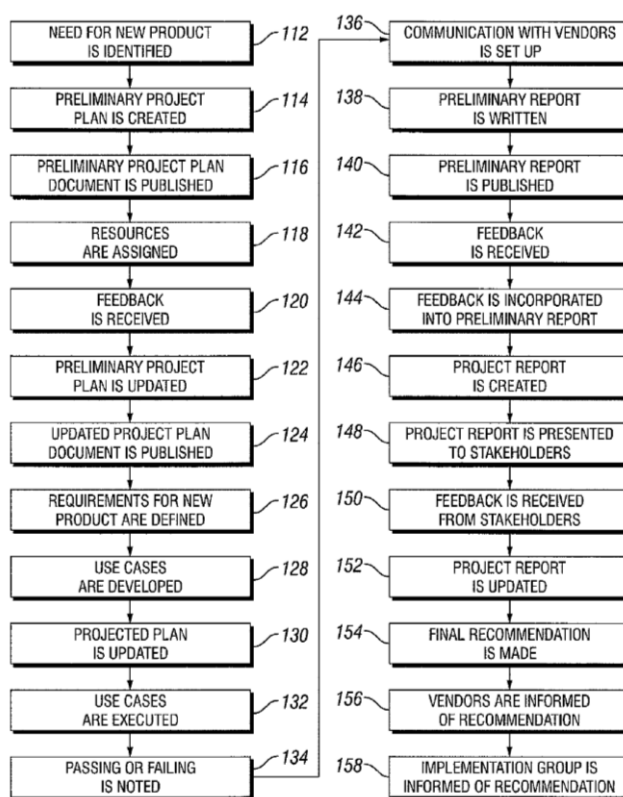 NEED FOR NEW PRODUCT
IS IDENTIFIED
112
PRELIMINARY PROJECT
PLAN IS CREATED
114
PRELIMINARY PROJECT PLAN
DOCUMENT IS PUBLISHED
116
RESOURCES
ARE ASSIGNED
118
FEEDBACK
IS RECEIVED
120
PRELIMINARY PROJECT
PLAN IS UPDATED
122
UPDATED PROJECT PLAN
DOCUMENT IS PUBLISHED
124
REQUIREMENTS FOR NEW
PRODUCT ARE DEFINED
126
USE CASES
ARE DEVELOPED
128
PROJECTED PLAN
IS UPDATED
130
USE CASES
ARE EXECUTED
132
PASSING OR FAILING
IS NOTED
134
136
COMMUNICATION WITH VENDORS
IS SET UP
138
PRELIMINARY REPORT
IS WRITTEN
140
PRELIMINARY REPORT
IS PUBLISHED
142
FEEDBACK
IS RECEIVED
144
FEEDBACK IS INCORPORATED
INTO PRELIMINARY REPORT
146
PROJECT REPORT
IS CREATED
148
PROJECT REPORT IS PRESENTED
TO STAKEHOLDERS
150
FEEDBACK IS RECEIVED
FROM STAKEHOLDERS
152
PROJECT REPORT
IS UPDATED
154
FINAL RECOMMENDATION
IS MADE
156
VENDORS ARE INFORMED
OF RECOMMENDATION
158
IMPLEMENTATION GROUP IS
INFORMED OF RECOMMENDATION